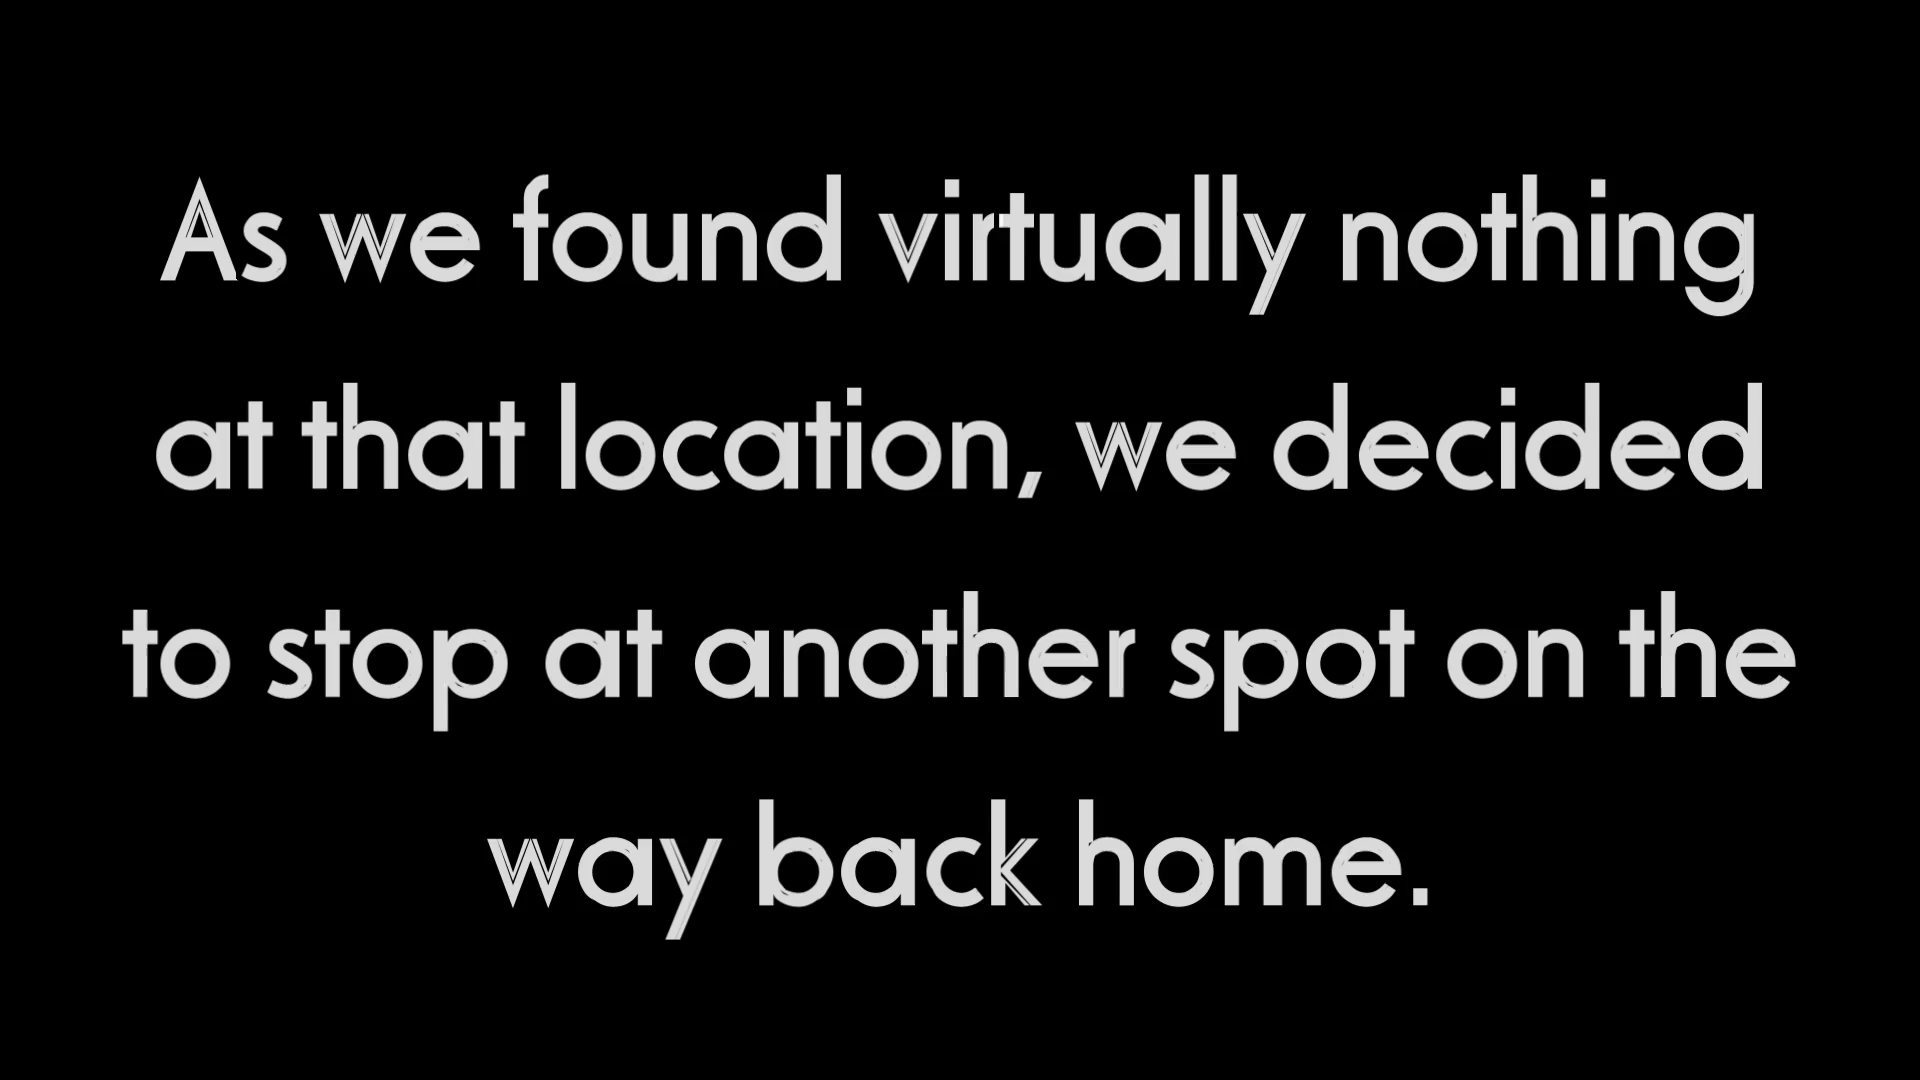 As we found virtually nothing
at that location, we decided
to stop at another spot on the
way back home.